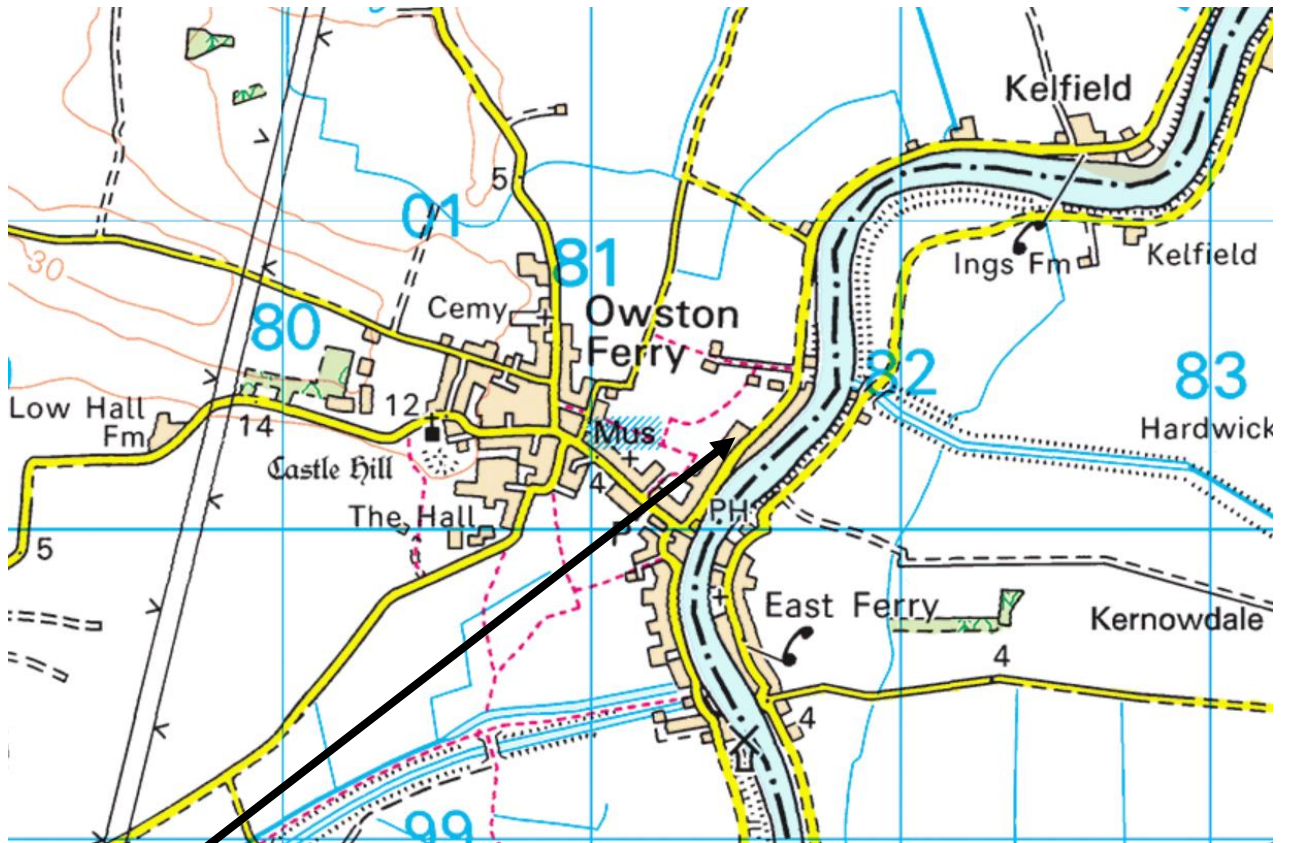 Kelfield
5
01
81
30
Ings Fm
Kelfield
Cemy
Owston
Ferry
80
82
83
Low Hall
Fm
12
14
Mus
Hardwick
Castle Hill
4
The Hall
PH
P
5
East Ferry
Kernowdale
4
4
99